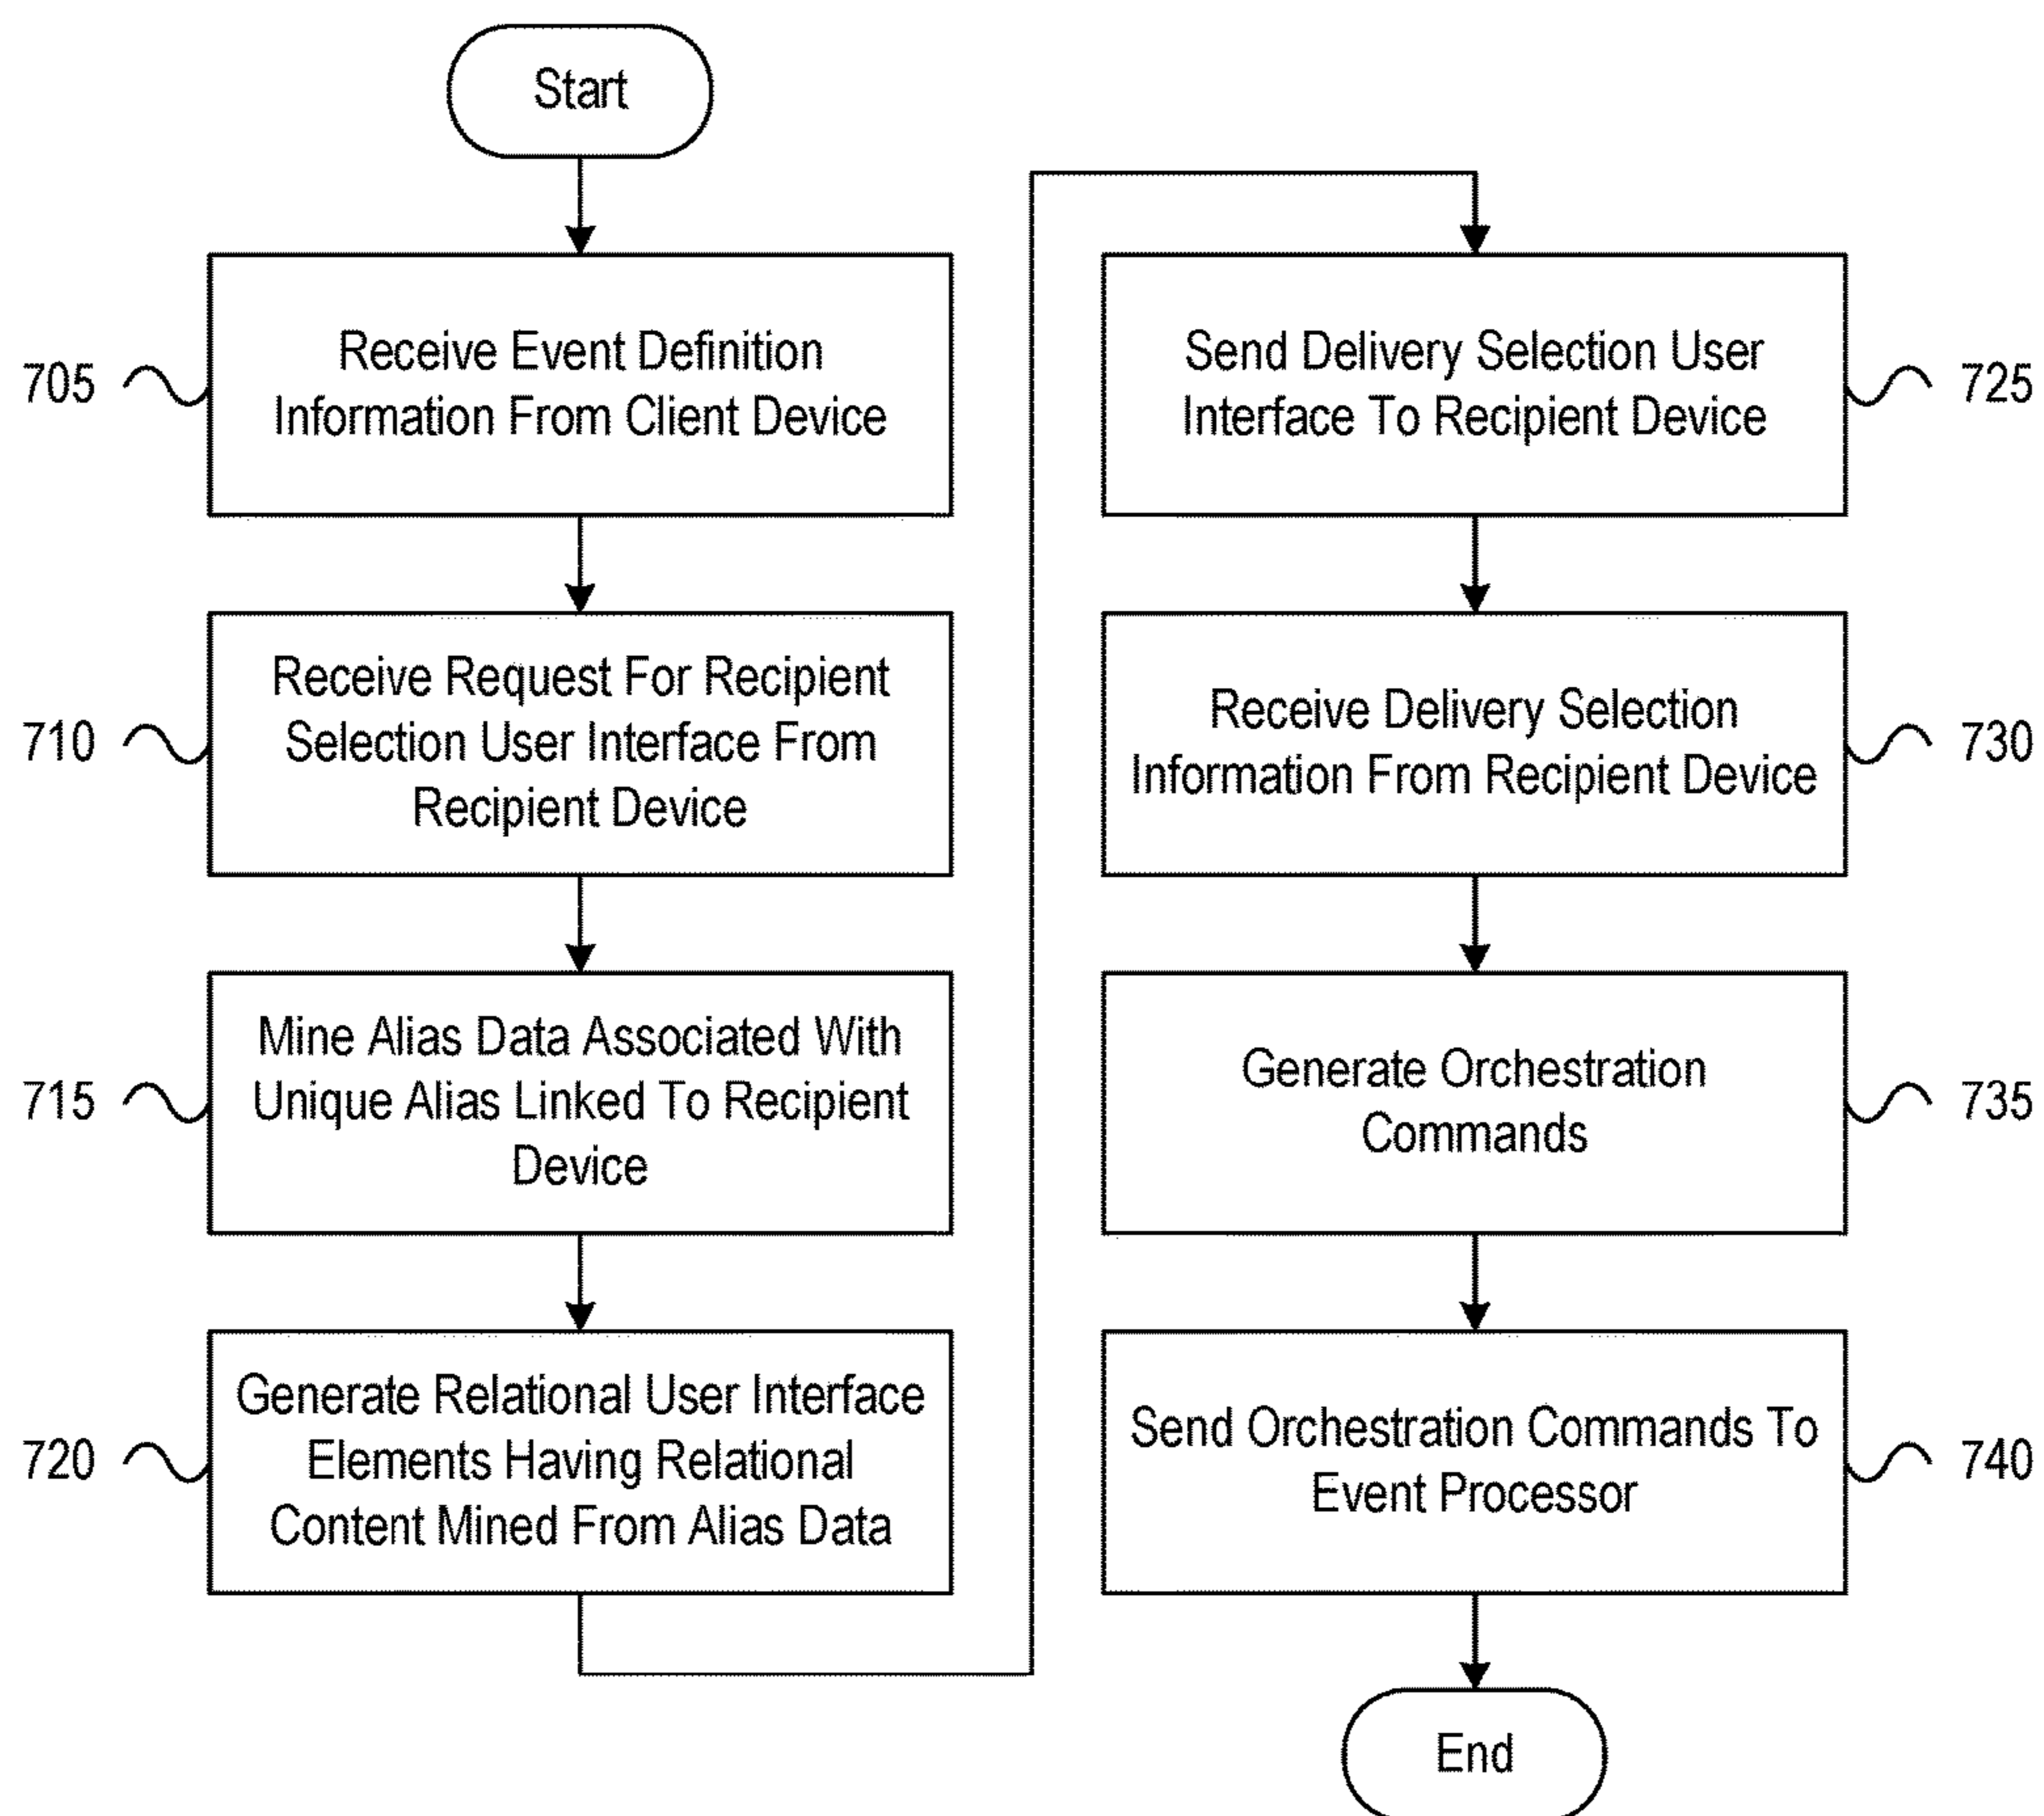 Start
705
Receive Event Definition
Information From Client Device
710
Receive Request For Recipient
Selection User Interface From
Recipient Device
715
Mine Alias Data Associated With
Unique Alias Linked To Recipient
Device
720
Generate Relational User Interface
Elements Having Relational
Content Mined From Alias Data
Send Delivery Selection User
Interface To Recipient Device
725
Receive Delivery Selection
Information From Recipient Device
730
Generate Orchestration
Commands
735
Send Orchestration Commands To
Event Processor
740
End